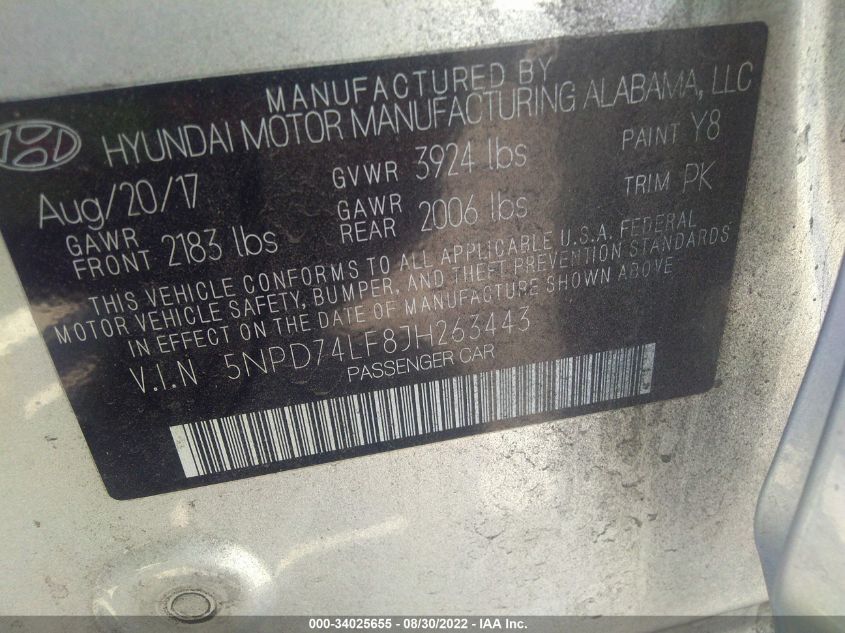 MANUFACTURED BY
HYUNDAI MOTOR MANUFACTURING ALABAMA, LLC
Aug/20/17 GVWR 3924 lbs PAINT Y8
GAWR FRONT 2183 lbs GAWR REAR 2006 lbs TRIM PK
THIS VEHICLE CONFORMS TO ALL APPLICABLE U.S.A. FEDERAL
MOTOR VEHICLE SAFETY, BUMPER, AND THEFT PREVENTION STANDARDS
IN EFFECT ON THE DATE OF MANUFACTURE SHOWN ABOVE
V.I.N 5NPD74LF8JH263443
PASSENGER CAR
000-34025655 - 08/30/2022 - IAA Inc.